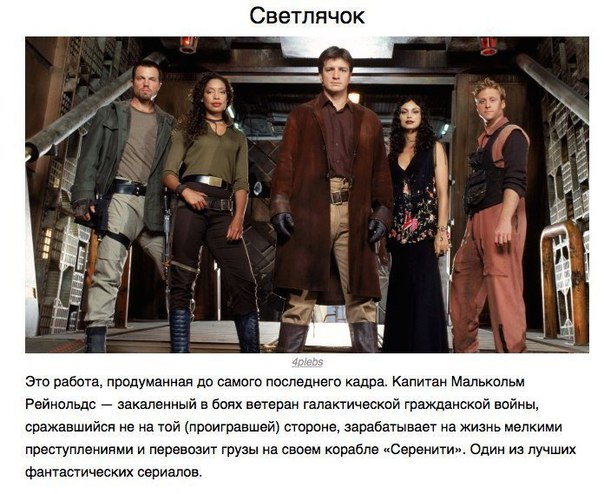 Светлячок
4plebs
Это работа, продуманная до самого последнего кадра. Капитан Малькольм
Рейнольдс — закаленный в боях ветеран галактической гражданской войны,
сражавшийся не на той (проигравшей) стороне, зарабатывает на жизнь мелкими
преступлениями и перевозит грузы на своем корабле «Серенити». Один из лучших
фантастических сериалов.